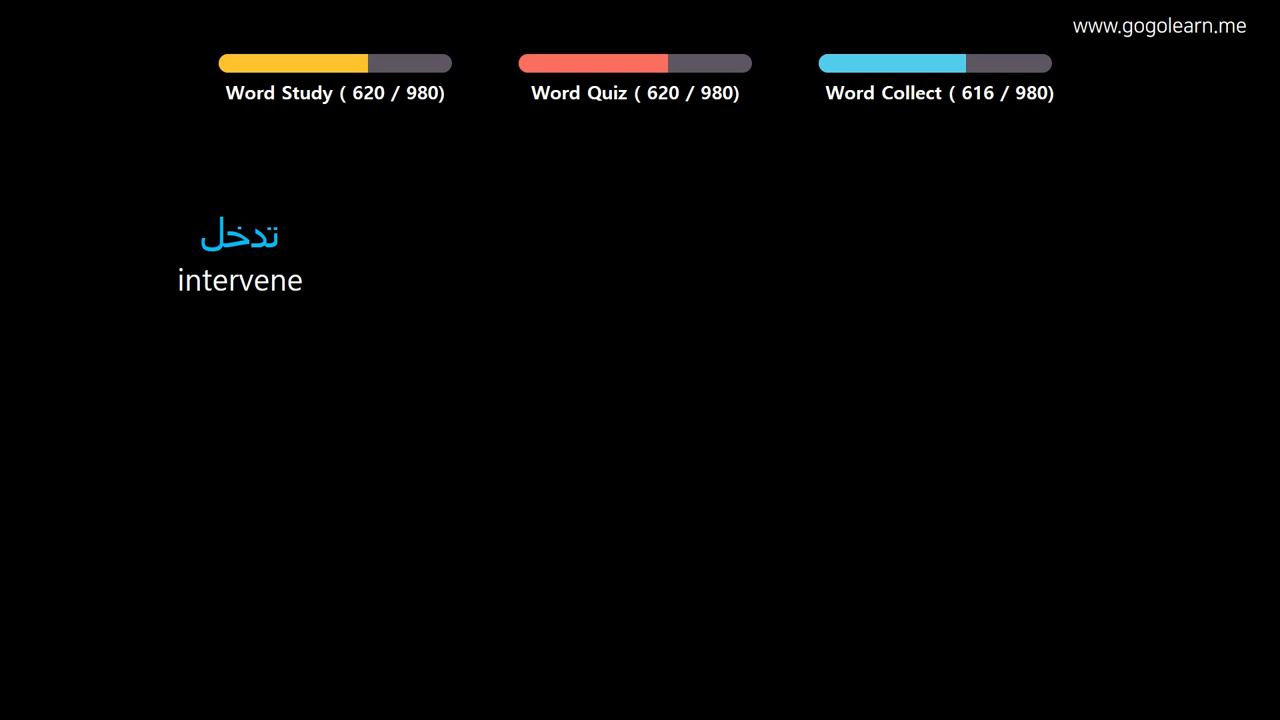 www.gogolearn.me
Word Study ( 620 / 980)
Word Quiz ( 620 / 980)
Word Collect ( 616 / 980)
تدخل
intervene